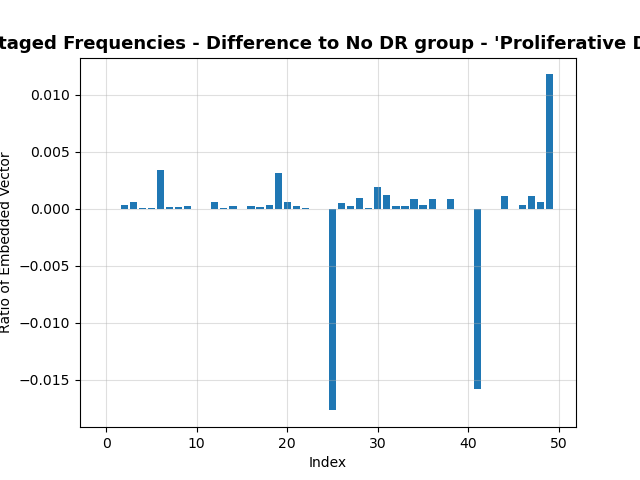 taged Frequencies - Difference to No DR group - 'Proliferative D
Ratio of Embedded Vector
0.010
0.005
0.000
−0.005
−0.010
−0.015
0 10 20 30 40 50
Index